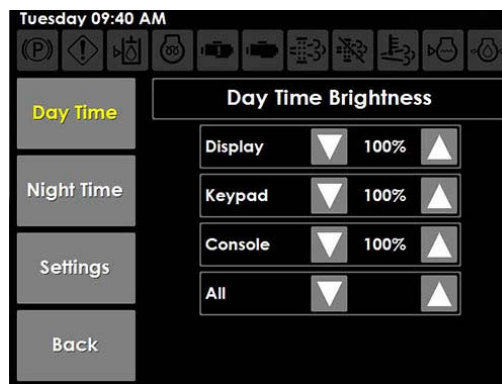 Tuesday 09:40 AM
Day Time
Day Time Brightness
Display 100%
Night Time
Keypad 100%
Console 100%
Settings
All
Back